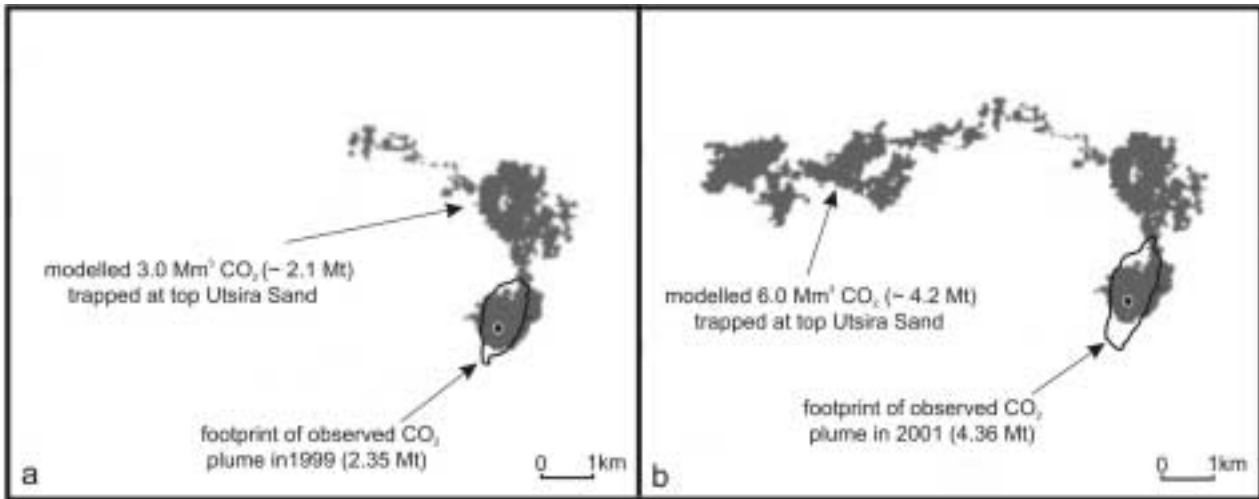 modelled 3.0 Mm³ CO₂ (~ 2.1 Mt)
trapped at top Utsira Sand
footprint of observed CO₂
plume in1999 (2.35 Mt)
0 1km
a
modelled 6.0 Mm³ CO₂ (~ 4.2 Mt)
trapped at top Utsira Sand
footprint of observed CO₂
plume in 2001 (4.36 Mt)
0 1km
b